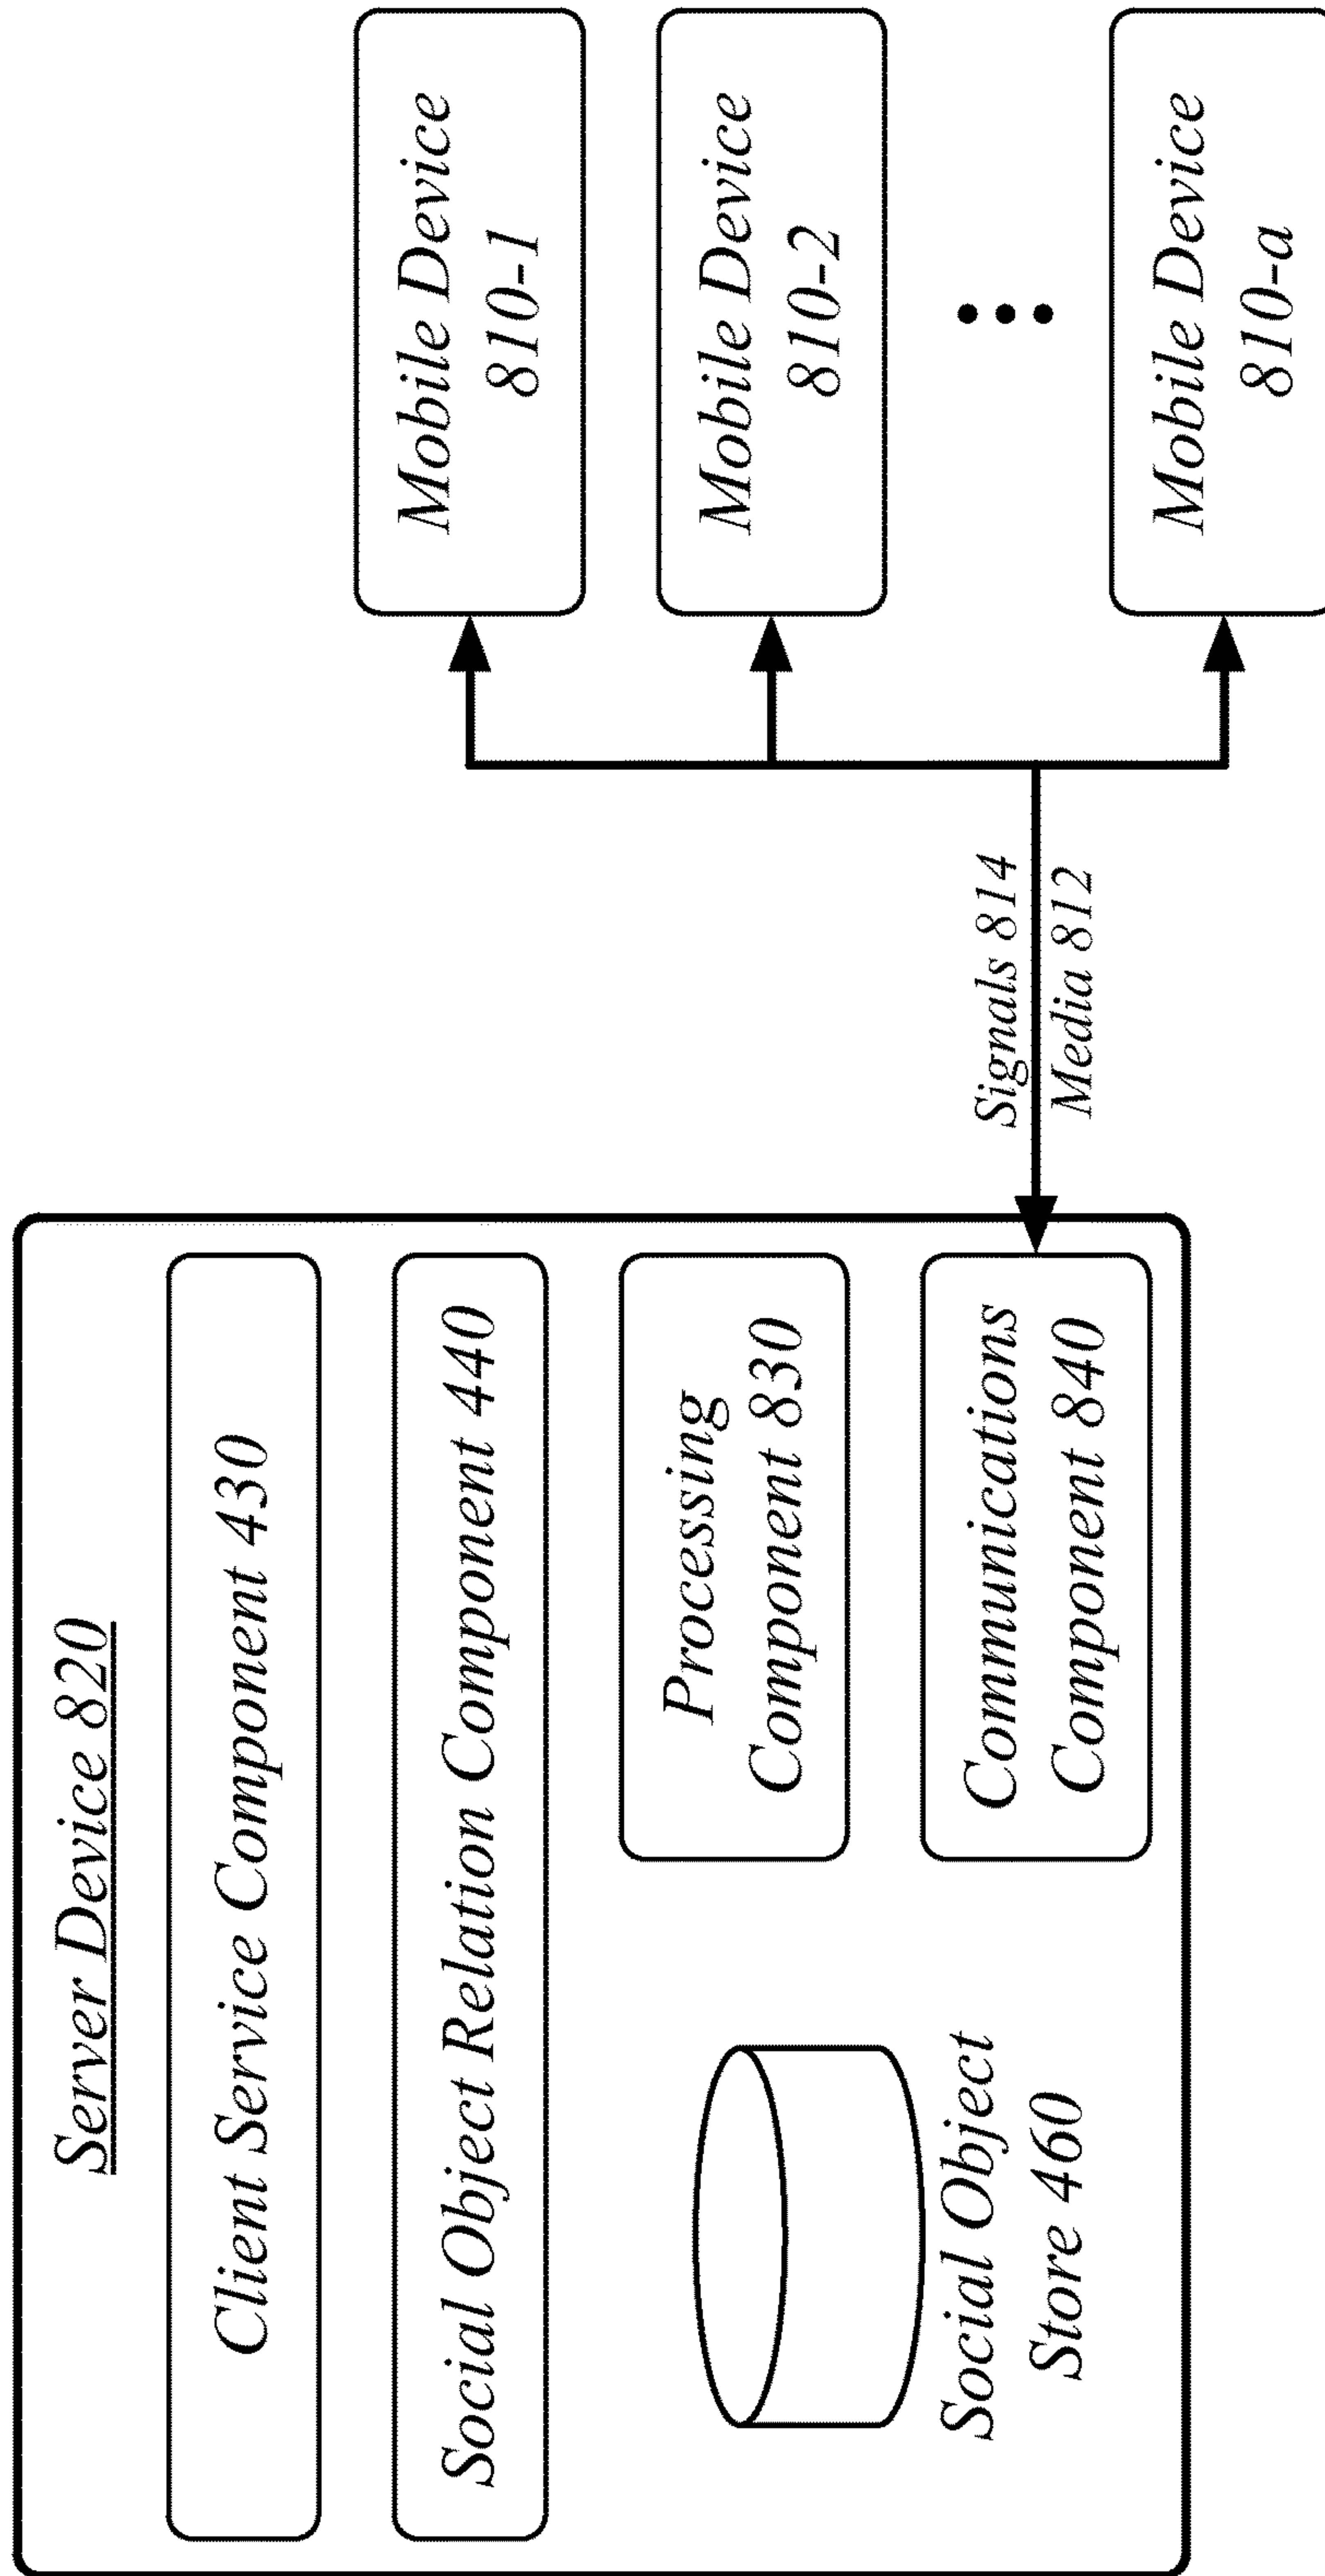 Server Device 820
Client Service Component 430
Social Object Relation Component 440
Processing
Component 830
Social Object
Store 460
Communications
Component 840
Signals 814
Media 812
Mobile Device
810-1
Mobile Device
810-2
Mobile Device
810-a